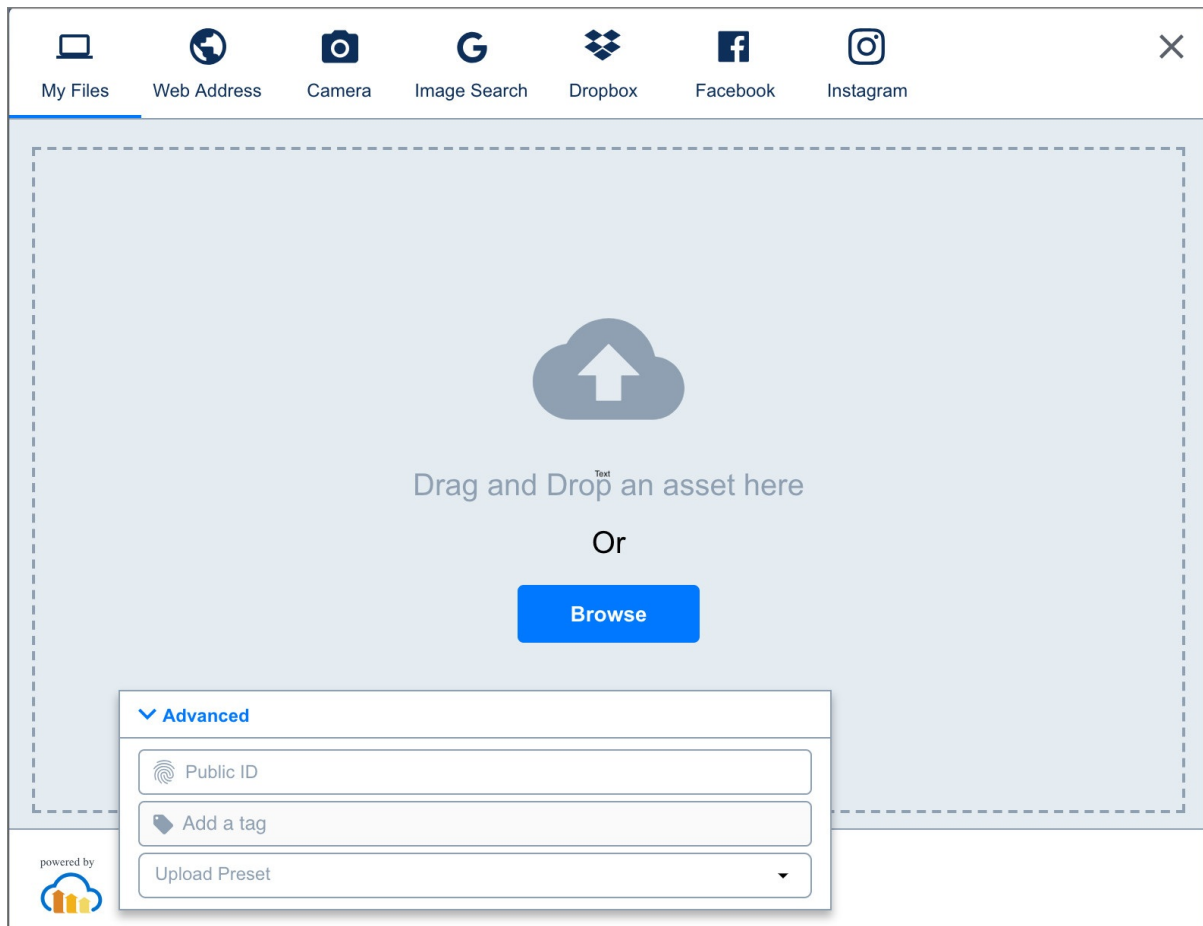 My Files
Web Address
Camera
Image Search
Dropbox
Facebook
Instagram
Text
Drag and Drop an asset here
Or
Browse
Advanced
Public ID
Add a tag
Upload Preset
powered by